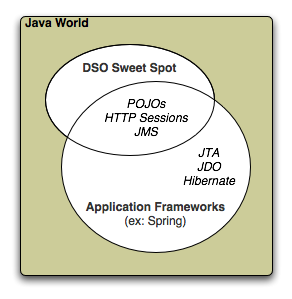 Java World
DSO Sweet Spot
POJOs
HTTP Sessions
JMS
JTA
JDO
Hibernate
Application Frameworks
(ex: Spring)